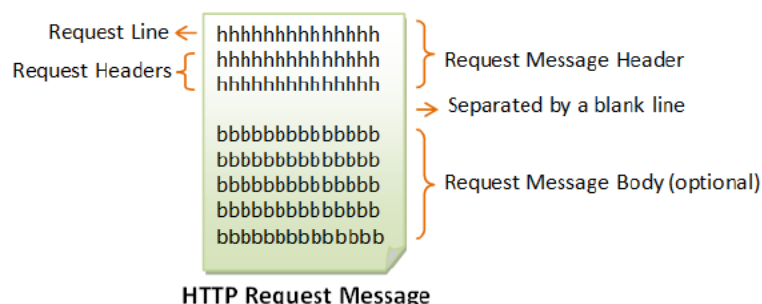 Request Line
hhhhhhhhhhhhhh
Request Headers
hhhhhhhhhhhhhh
hhhhhhhhhhhhhh
Request Message Header
Separated by a blank line
bbbbbbbbbbbbbb
bbbbbbbbbbbbbb
bbbbbbbbbbbbbb
bbbbbbbbbbbbbb
bbbbbbbbbbbbbb
Request Message Body (optional)
HTTP Request Message